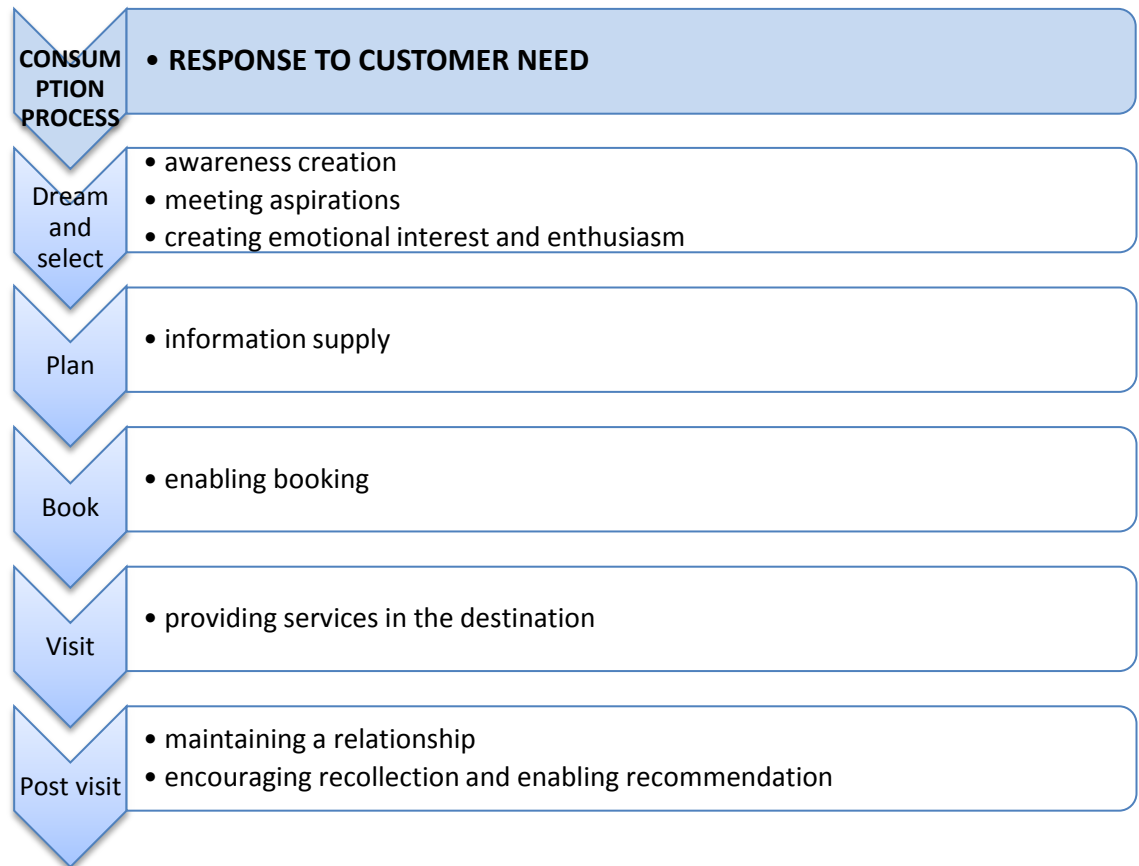 CONSUM
PTION
PROCESS
• RESPONSE TO CUSTOMER NEED
Dream
and
select
• awareness creation
• meeting aspirations
• creating emotional interest and enthusiasm
Plan
• information supply
Book
• enabling booking
Visit
• providing services in the destination
Post visit
• maintaining a relationship
• encouraging recollection and enabling recommendation